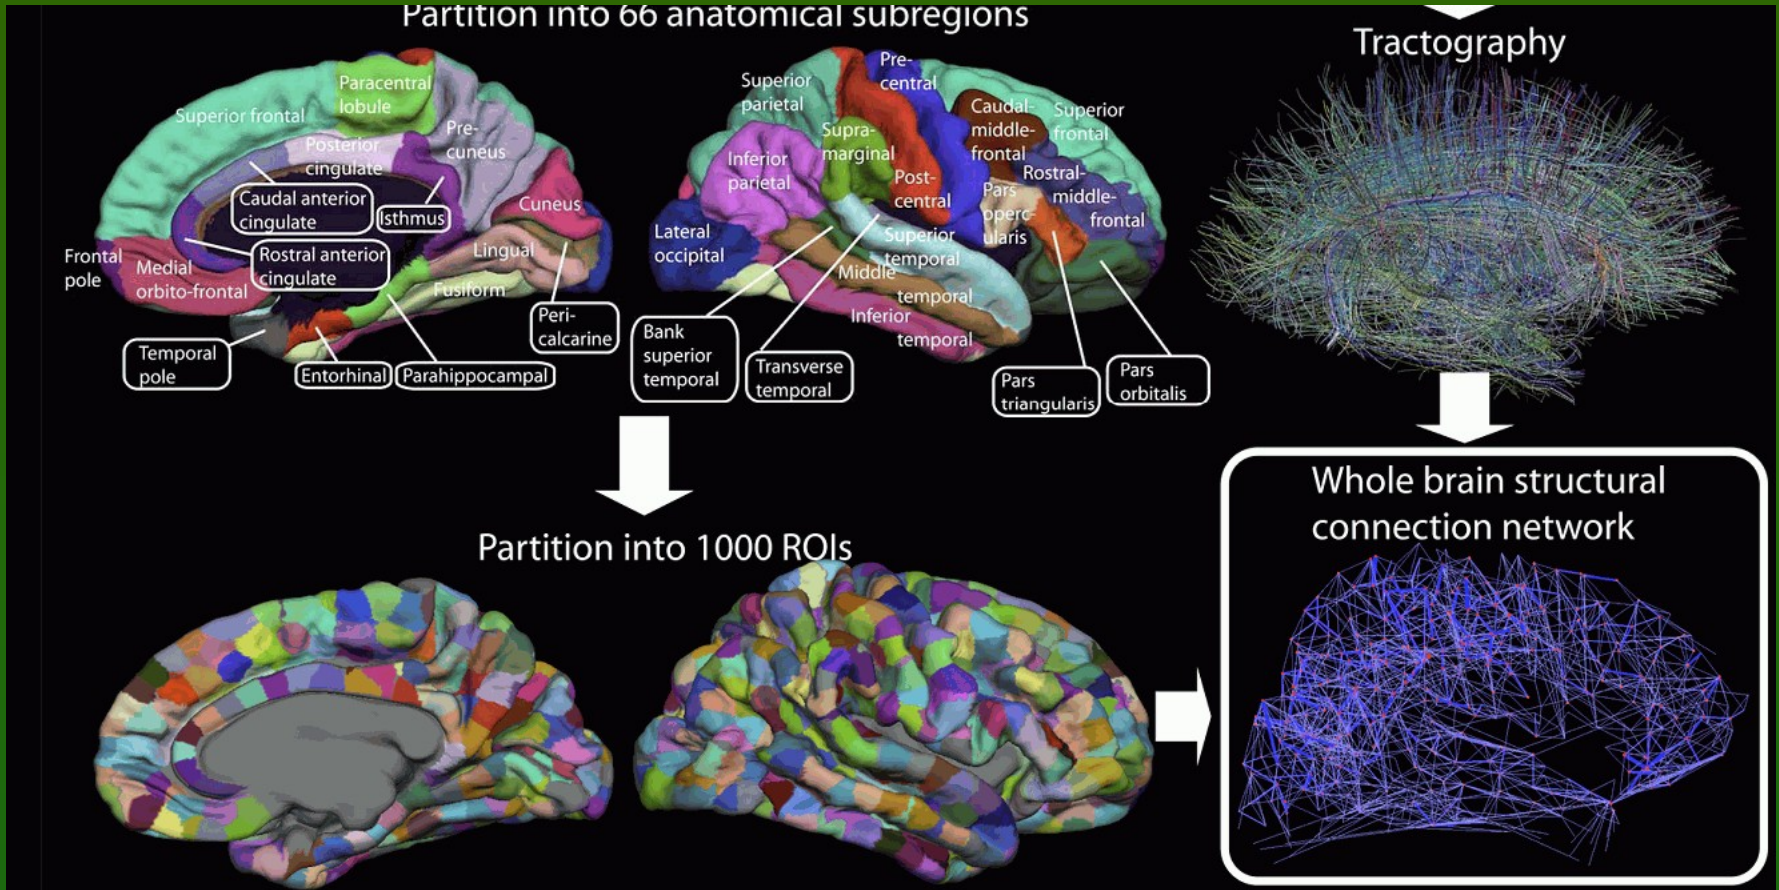 Partition into 66 anatomical subregions
Paracentral
lobule
Superior frontal
Pre-
cuneus
Posterior
cingulate
Caudal anterior
cingulate
Isthmus
Cuneus
Rostral anterior
cingulate
Lingual
Frontal
pole
Medial
orbito-frontal
Fusiform
Peri-
calcarine
Temporal
pole
Entorhinal
Parahippocampal
Superior
parietal
Pre-
central
Caudal-
middle-
frontal
Superior
frontal
Supra-
marginal
Inferior
parietal
Post-
central
Pars
operc-
ularis
Rostral-
middle-
frontal
Lateral
occipital
Superior
temporal
Middle
temporal
Inferior
temporal
Bank
superior
temporal
Transverse
temporal
Pars
triangularis
Pars
orbitalis
Tractography
Partition into 1000 ROIs
Whole brain structural
connection network